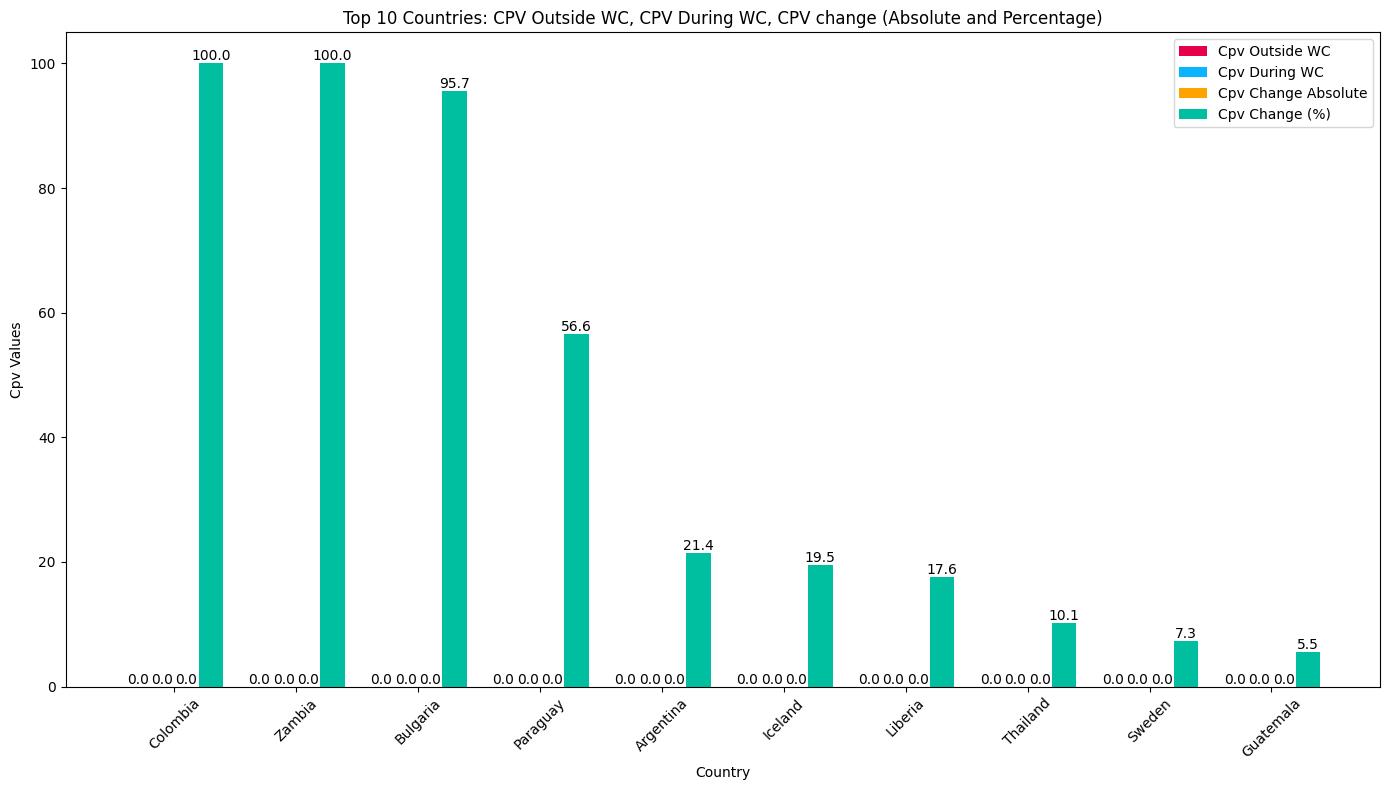 Top 10 Countries: CPV Outside WC, CPV During WC, CPV change (Absolute and Percentage)
Cpv Outside WC
Cpv During WC
Cpv Change Absolute
Cpv Change (%)
Cpv Values
100
80
60
40
20
0
100.0
100.0
95.7
56.6
21.4
19.5
17.6
10.1
7.3
5.5
0.0 0.0 0.0
0.0 0.0 0.0
0.0 0.0 0.0
0.0 0.0 0.0
0.0 0.0 0.0
0.0 0.0 0.0
0.0 0.0 0.0
0.0 0.0 0.0
0.0 0.0 0.0
0.0 0.0 0.0
Colombia
Zambia
Bulgaria
Paraguay
Argentina
Iceland
Liberia
Thailand
Sweden
Guatemala
Country